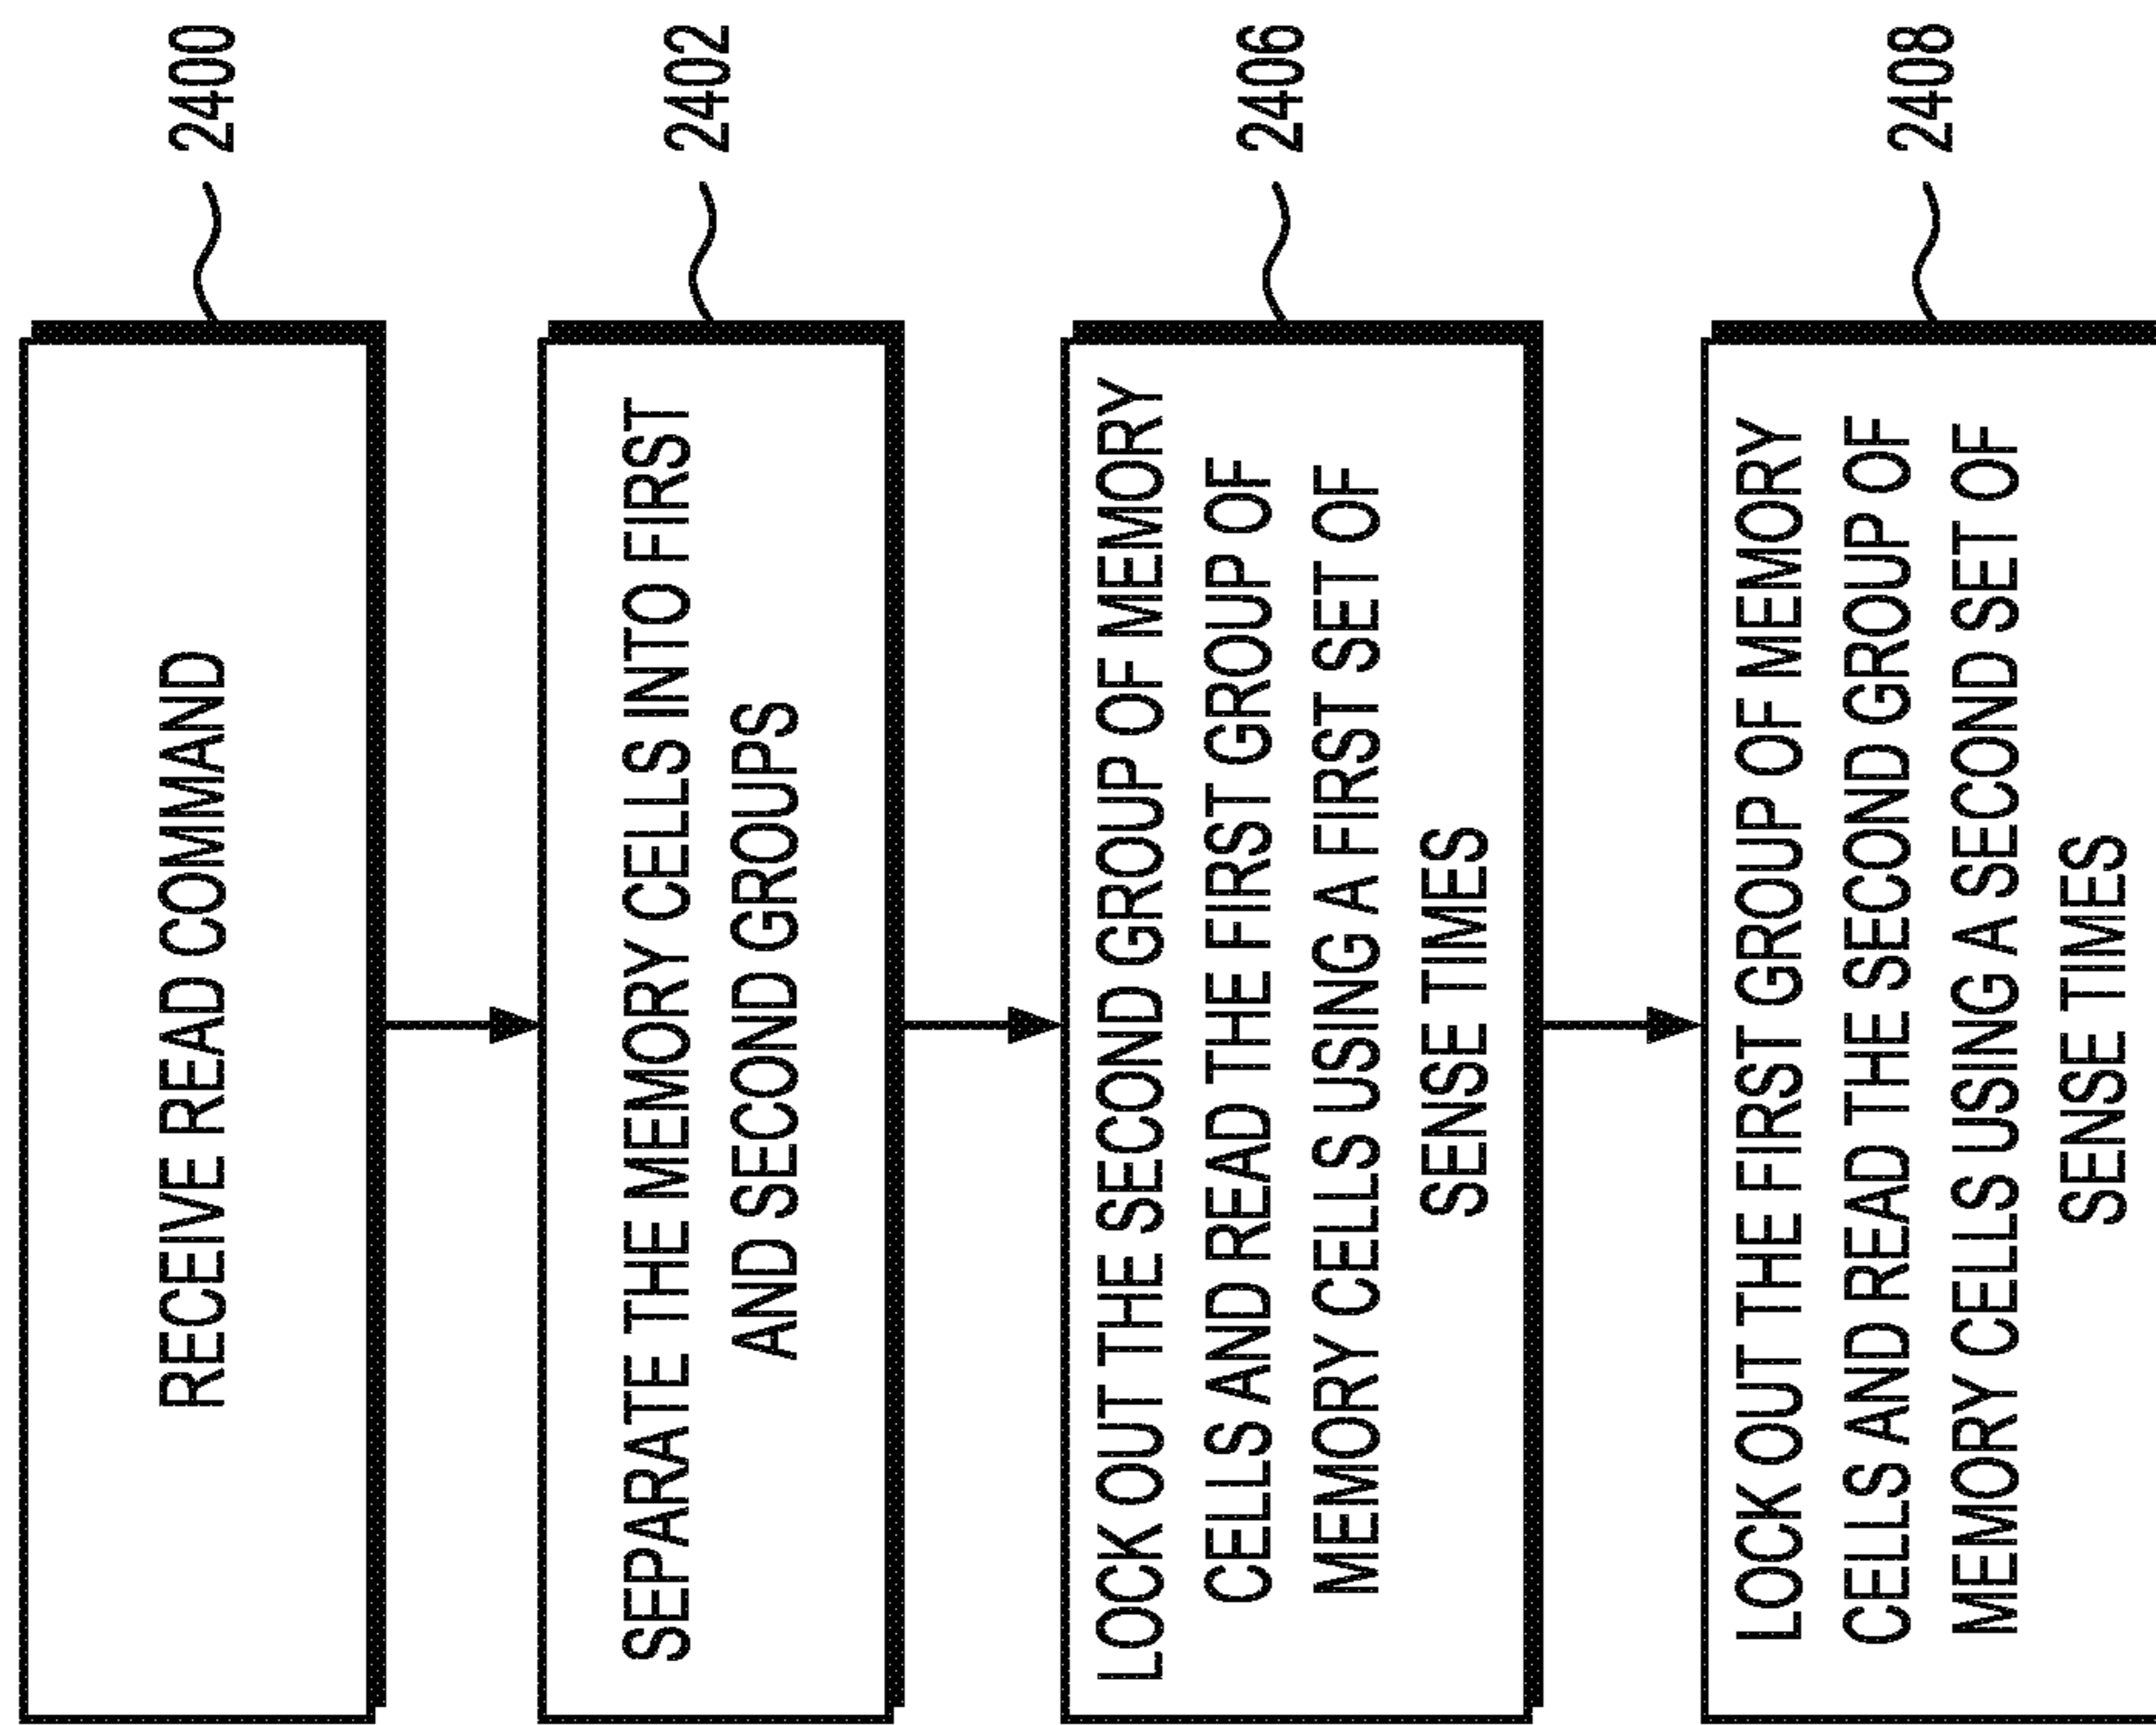 RECEIVE READ COMMAND
2400
SEPARATE THE MEMORY CELLS INTO FIRST
AND SECOND GROUPS
2402
LOCK OUT THE SECOND GROUP OF MEMORY
CELLS AND READ THE FIRST GROUP OF
MEMORY CELLS USING A FIRST SET OF
SENSE TIMES
2406
LOCK OUT THE FIRST GROUP OF MEMORY
CELLS AND READ THE SECOND GROUP OF
MEMORY CELLS USING A SECOND SET OF
SENSE TIMES
2408